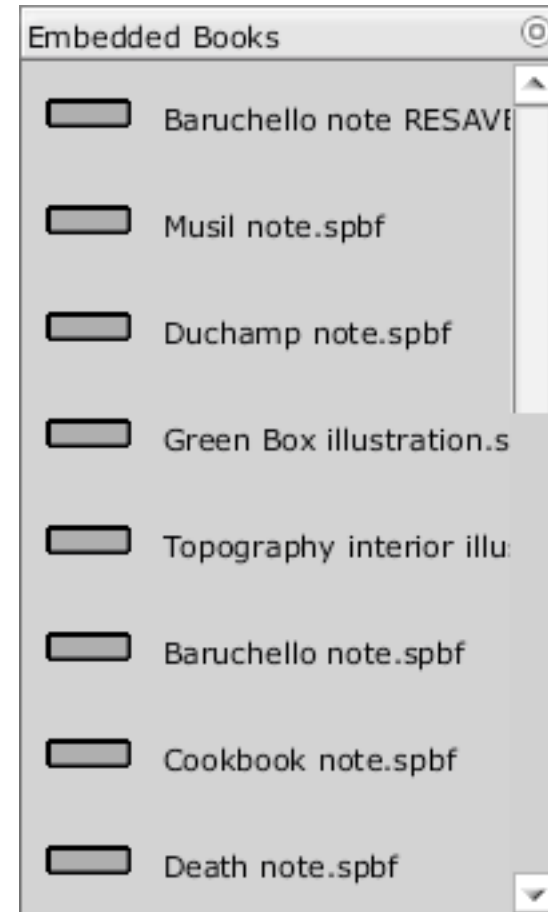 Embedded Books
Baruchello note RESAVE
Musil note.spbf
Duchamp note.spbf
Green Box illustration.s
Topography interior illu
Baruchello note.spbf
Cookbook note.spbf
Death note.spbf